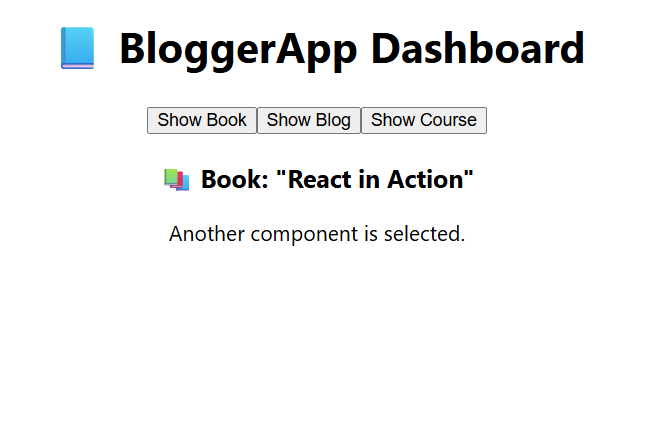 BloggerApp Dashboard
Show Book Show Blog Show Course
Book: "React in Action"
Another component is selected.